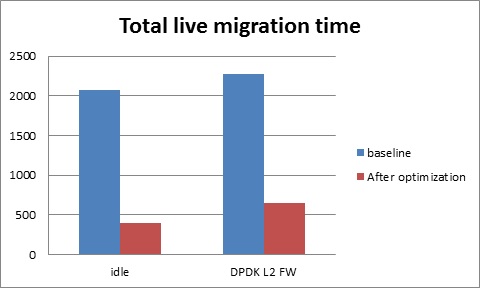 Total live migration time
2500
2000
1500
1000
500
0
idle
DPDK L2 FW
baseline
After optimization